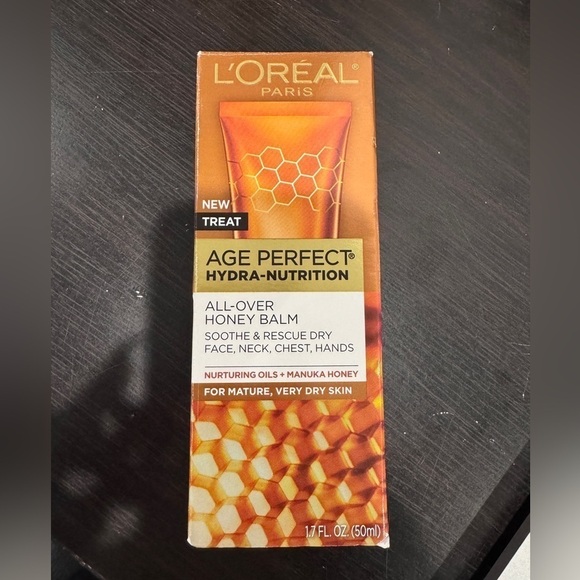 L'ORÉAL®
PARIS
NEW
TREAT
AGE PERFECT®
HYDRA-NUTRITION
ALL-OVER
HONEY BALM
SOOTHE & RESCUE DRY
FACE, NECK, CHEST, HANDS
NURTURING OILS + MANUKA HONEY
FOR MATURE, VERY DRY SKIN
1.7 FL. OZ. (50ml)